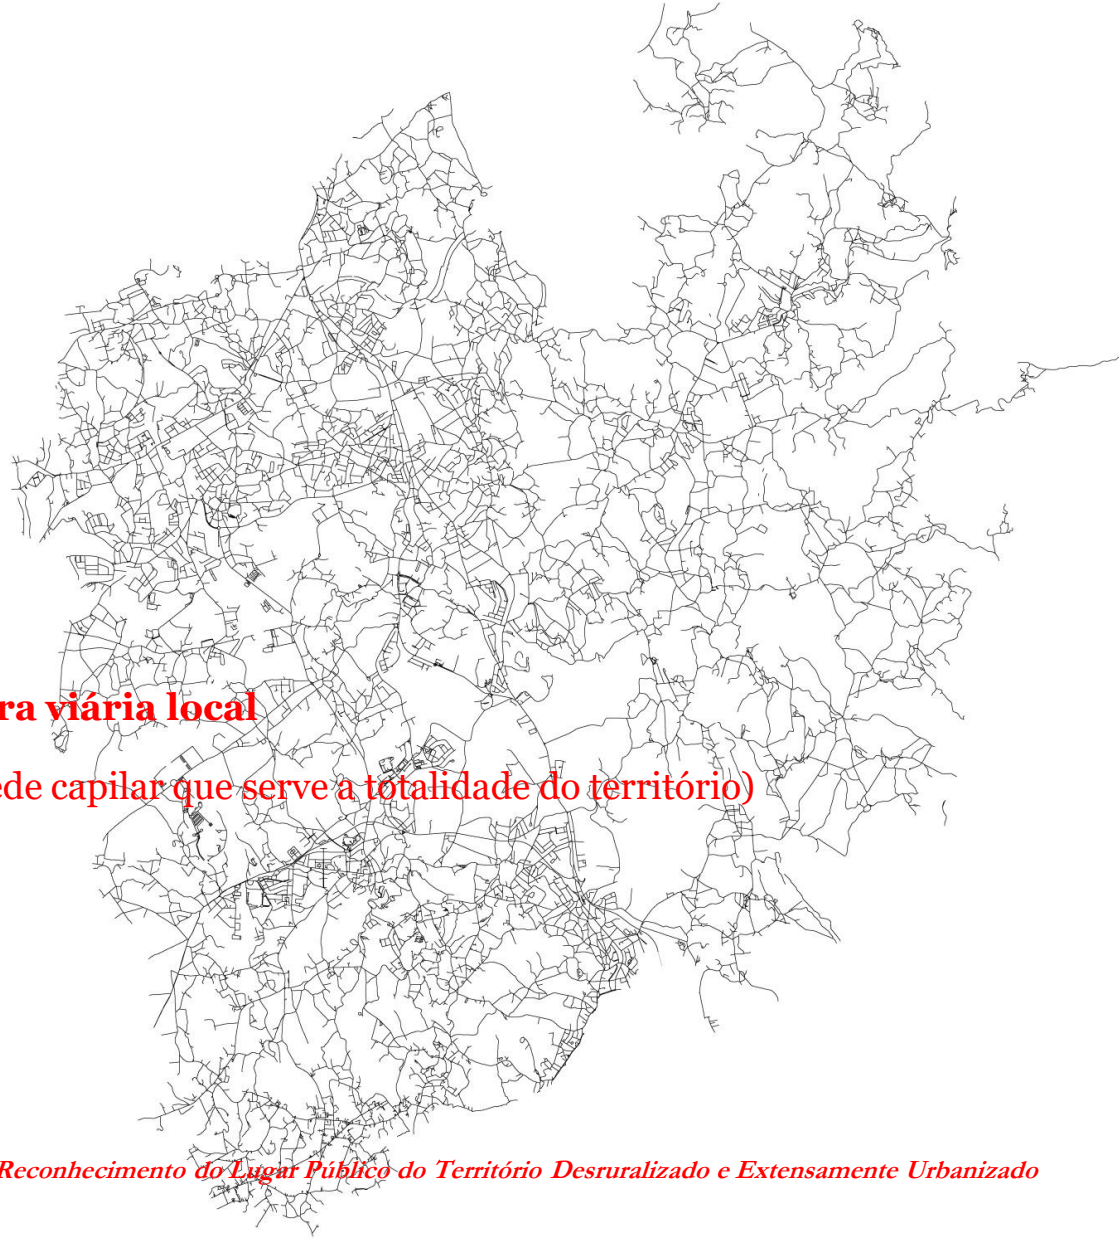 ra viária local
ede capilar que serve a totalidade do território)
Reconhecimento do Lugar Público do Território Desruralizado e Extensamente Urbanizado